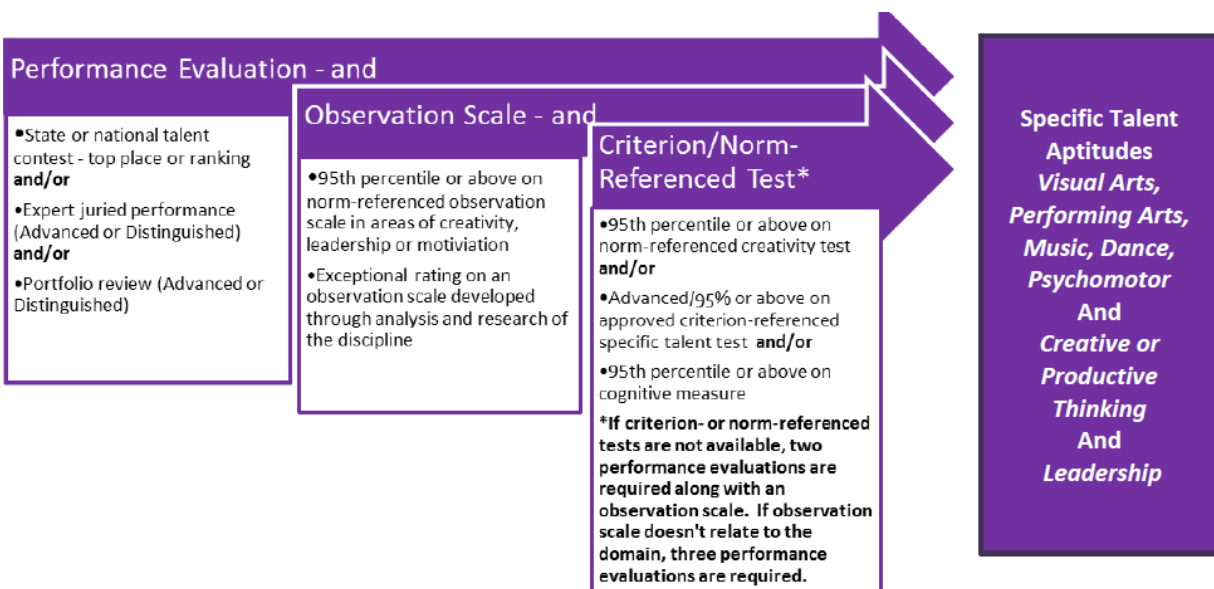 Performance Evaluation - and
•State or national talent
contest - top place or ranking
and/or
•Expert juried performance
(Advanced or Distinguished)
and/or
•Portfolio review (Advanced or
Distinguished)
Observation Scale - and
•95th percentile or above on
norm-referenced observation
scale in areas of creativity,
leadership or motiviation
•Exceptional rating on an
observation scale developed
through analysis and research of
the discipline
Criterion/Norm-
Referenced Test*
•95th percentile or above on
norm-referenced creativity test
and/or
•Advanced/95% or above on
approved criterion-referenced
specific talent test and/or
•95th percentile or above on
cognitive measure
*If criterion- or norm-referenced
tests are not available, two
performance evaluations are
required along with an
observation scale. If observation
scale doesn't relate to the
domain, three performance
evaluations are required.
Specific Talent
Aptitudes
Visual Arts,
Performing Arts,
Music, Dance,
Psychomotor
And
Creative or
Productive
Thinking
And
Leadership